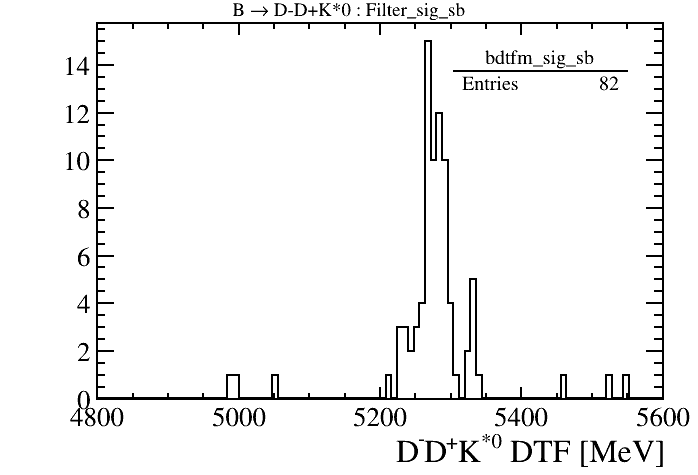 B → D-D+K*0 : Filter_sig_sb
bdtfm_sig_sb
Entries 82
14
12
10
8
6
4
2
0
4800 5000 5200 5400 5600
D⁻D⁺K*⁰ DTF [MeV]